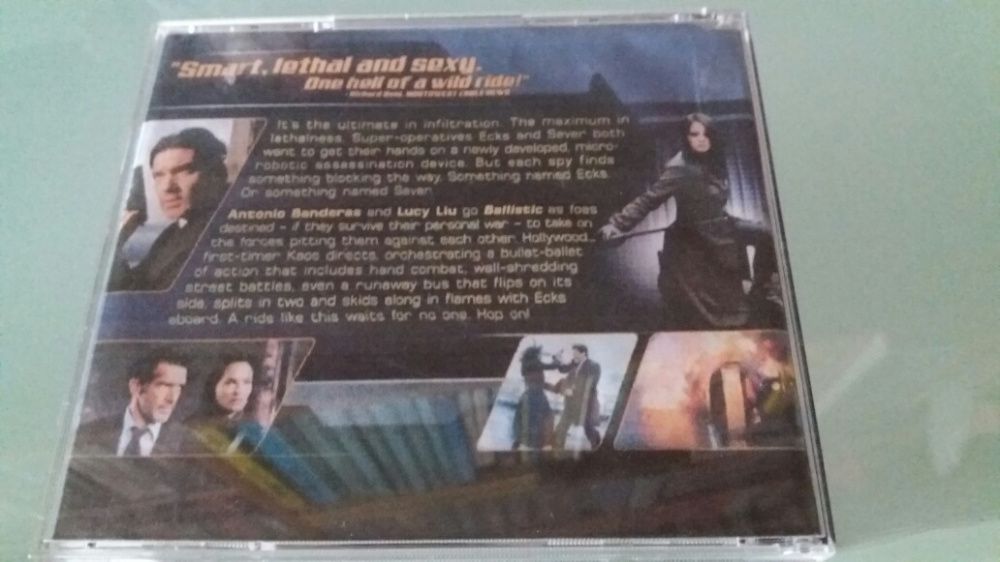 "Smart, lethal and sexy.
One hell of a wild ride!"
It's the ultimate in infiltration. The maximum in
lethalness. Super-operatives Ecks and Sever both
want to get their hands on a newly developed, micro-
robotic assassination device. But each spy finds
something blocking the way. Something named Ecks.
Or something named Sever.
Antonio Banderas and Lucy Liu go Ballistic as foes
destined – if they survive their personal war – to take on
the forces pitting them against each other. Hollywood
first-timer Kaos directs, orchestrating a bullet-ballet
of action that includes hand combat, wall-shredding
street battles, even a runaway bus that flips on its
side, splits in two and skids along in flames with Ecks
aboard. A ride like this waits for no one. Hop on!